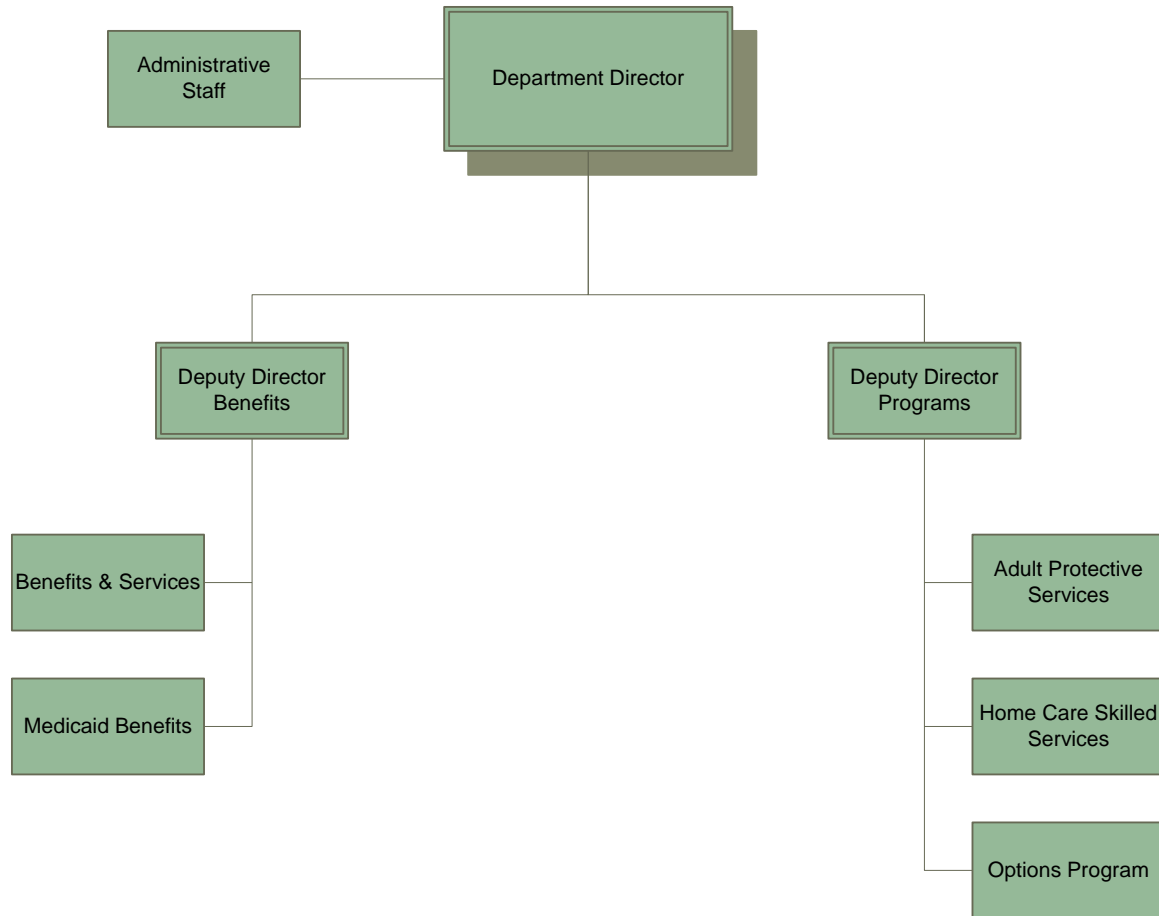 Administrative
Staff
Department Director
Deputy Director
Benefits
Deputy Director
Programs
Benefits & Services
Adult Protective
Services
Medicaid Benefits
Home Care Skilled
Services
Options Program